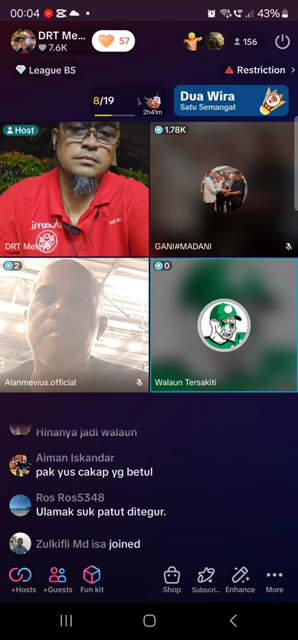 00:04
43%
DRT Me...
7.6K
57
156
League B5
Restriction
8/19
2h41m
Dua Wira
Satu Semangat
Host
1.78K
DRT Me
GANI#MADANI
2
0
Alanmevius.official
Walaun Tersakiti
Hinanya jadi walaun
Aiman Iskandar
pak yus cakap yg betul
Ros Ros5348
Ulamak suk patut ditegur.
Zulkifli Md isa joined
+Hosts
+Guests
Fun kit
Shop
Subscri...
Enhance
More